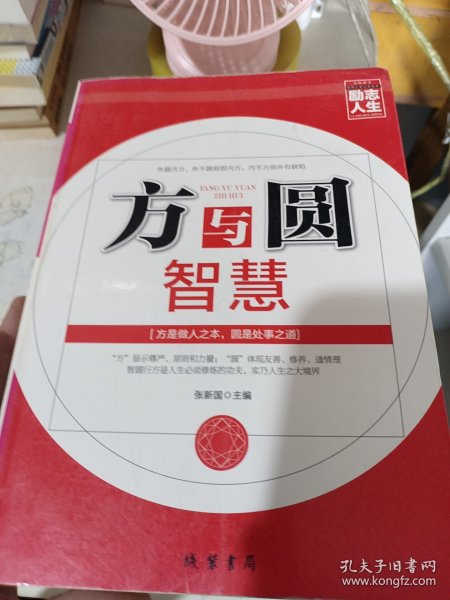 励志
人生
外圆内方，外不圆则损内方，内不方则外有缺陷
方与圆
FANG YU YUAN
ZHI HUI
智慧
[方是做人之本，圆是处事之道]
“方”显示尊严、原则和力量；“圆”体现友善、修养、通情理
智圆行方是人生必须修炼的功夫，实乃人生之大境界
张新国◎主编
线装书局
孔夫子旧书网
www.kongfz.com